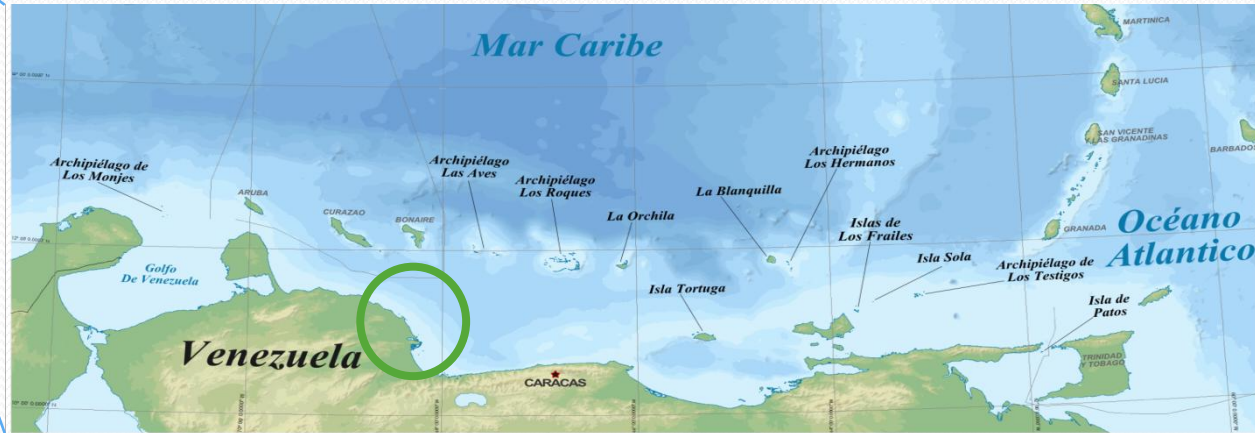 Mar Caribe
MARTINICA
SANTA LUCIA
SAN VICENTE
Y LAS GRANADINAS
BARBADO
Archipiélago de
Los Monjes
ARUBA
CURAZAO
BONAIRE
Archipiélago
Las Aves
Archipiélago
Los Roques
La Orchila
La Blanquilla
Archipiélago
Los Hermanos
Islas de
Los Frailes
Isla Sola
Archipiélago de
Los Testigos
GRANADA
Océano
Atlantico
Golfo
De Venezuela
Isla Tortuga
Isla de
Patos
Venezuela
CARACAS
TRINIDAD
Y TOBAGO